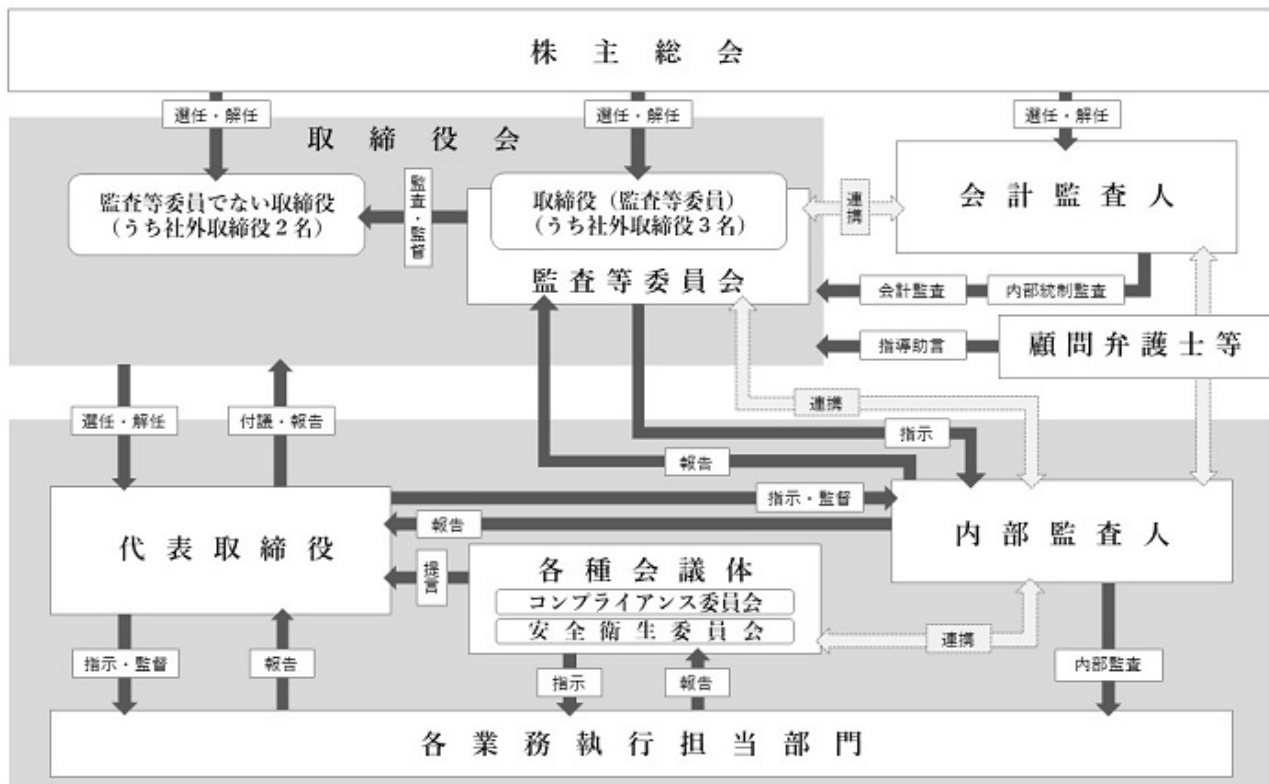 株主総会
選任・解任
選任・解任
選任・解任
取締役会
監査等委員でない取締役
（うち社外取締役２名）
監査・監督
取締役（監査等委員）
（うち社外取締役３名）
監査等委員会
連携
会計監査人
会計監査
内部統制監査
指導助言
顧問弁護士等
連携
選任・解任
付議・報告
指示
報告
代表取締役
指示・監督
報告
内部監査人
提言
各種会議体
コンプライアンス委員会
安全衛生委員会
連携
指示・監督
報告
指示
報告
内部監査
各業務執行担当部門